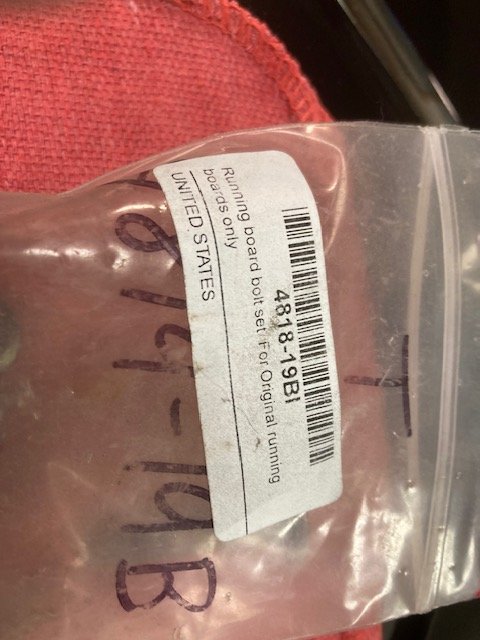 4818-19BI
Running board bolt set. For Original running
boards only
UNITED STATES
4818-19B